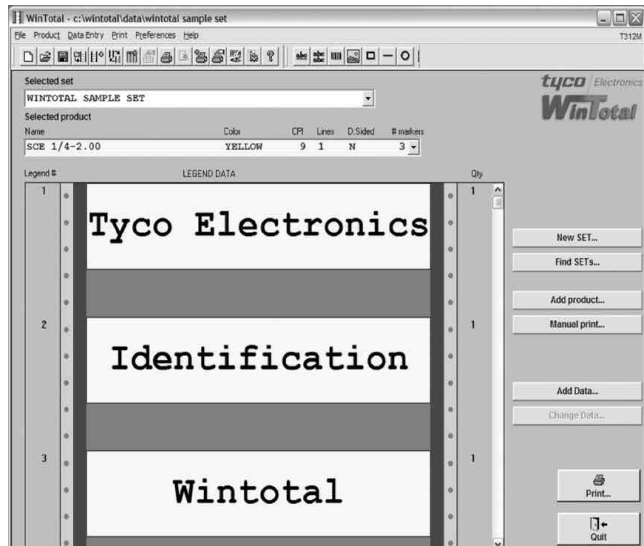 WinTotal - c:\wintotal\data\wintotal sample set
File Product Data Entry Print Preferences Help
T312M
Selected set
WINTOTAL SAMPLE SET
Selected product
Name Color CPI Lines D.Sided # markers
SCE 1/4-2.00 YELLOW 9 1 N 3
tyco Electronics
WinTotal
Legend # LEGEND DATA Qty
1 Tyco Electronics 1
2 Identification 1
3 Wintotal 1
New SET...
Find SETs...
Add product...
Manual print...
Add Data...
Change Data...
Print...
Quit